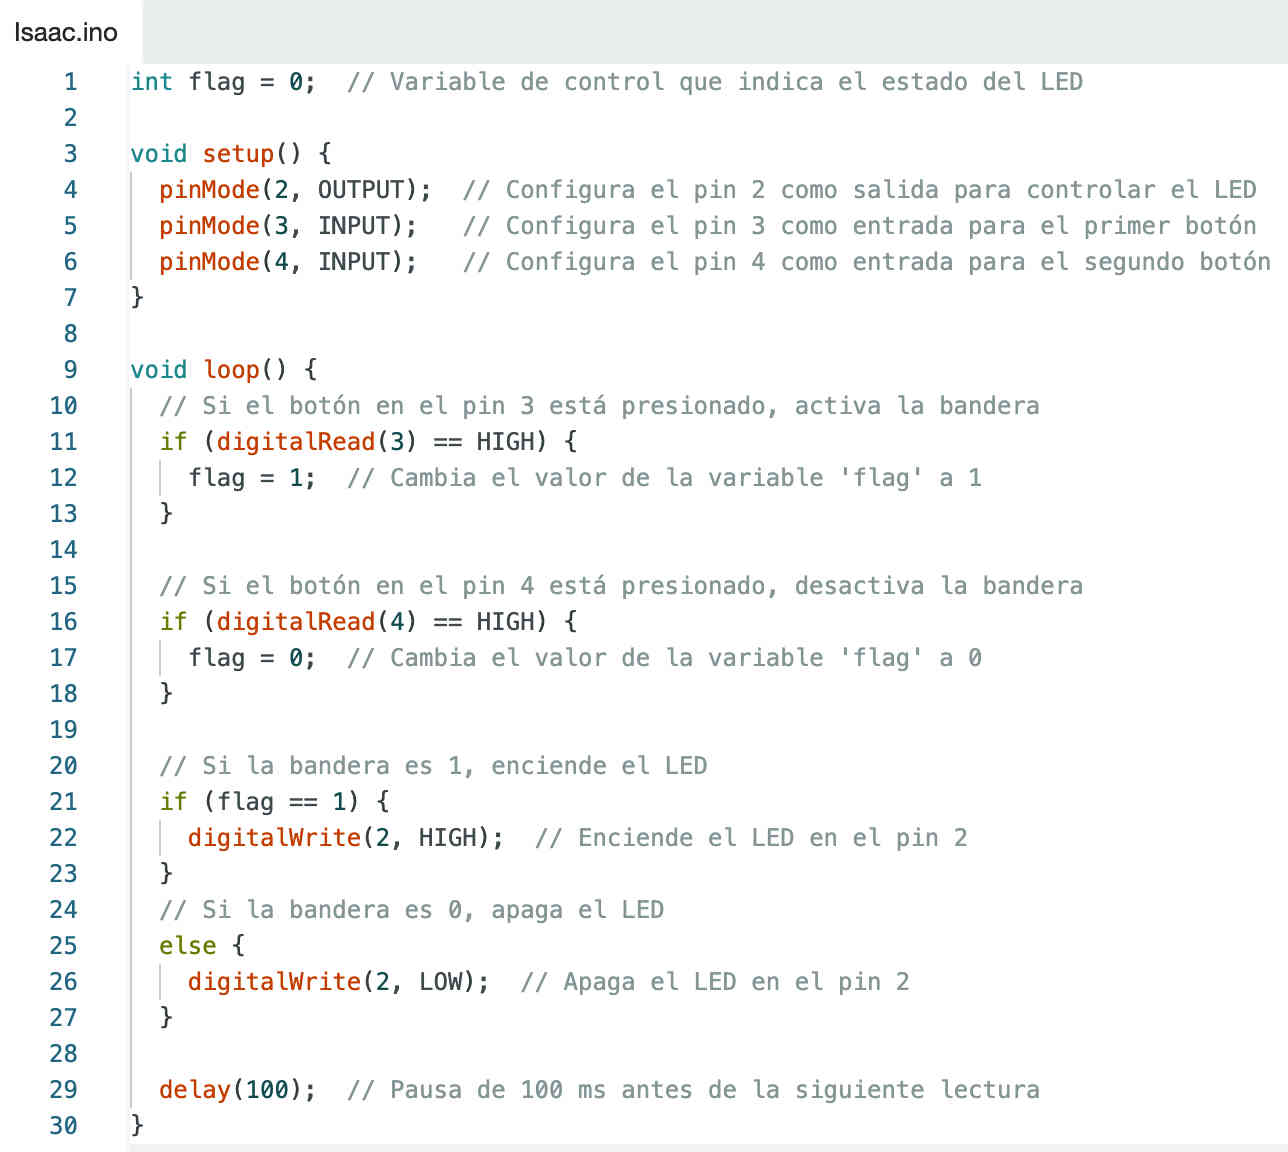 Isaac.ino
1 int flag = 0;  // Variable de control que indica el estado del LED
2
3 void setup() {
4   pinMode(2, OUTPUT);  // Configura el pin 2 como salida para controlar el LED
5   pinMode(3, INPUT);   // Configura el pin 3 como entrada para el primer botón
6   pinMode(4, INPUT);   // Configura el pin 4 como entrada para el segundo botón
7 }
8
9 void loop() {
10   // Si el botón en el pin 3 está presionado, activa la bandera
11   if (digitalRead(3) == HIGH) {
12     flag = 1;  // Cambia el valor de la variable 'flag' a 1
13   }
14
15   // Si el botón en el pin 4 está presionado, desactiva la bandera
16   if (digitalRead(4) == HIGH) {
17     flag = 0;  // Cambia el valor de la variable 'flag' a 0
18   }
19
20   // Si la bandera es 1, enciende el LED
21   if (flag == 1) {
22     digitalWrite(2, HIGH);  // Enciende el LED en el pin 2
23   }
24   // Si la bandera es 0, apaga el LED
25   else {
26     digitalWrite(2, LOW);  // Apaga el LED en el pin 2
27   }
28
29   delay(100);  // Pausa de 100 ms antes de la siguiente lectura
30 }